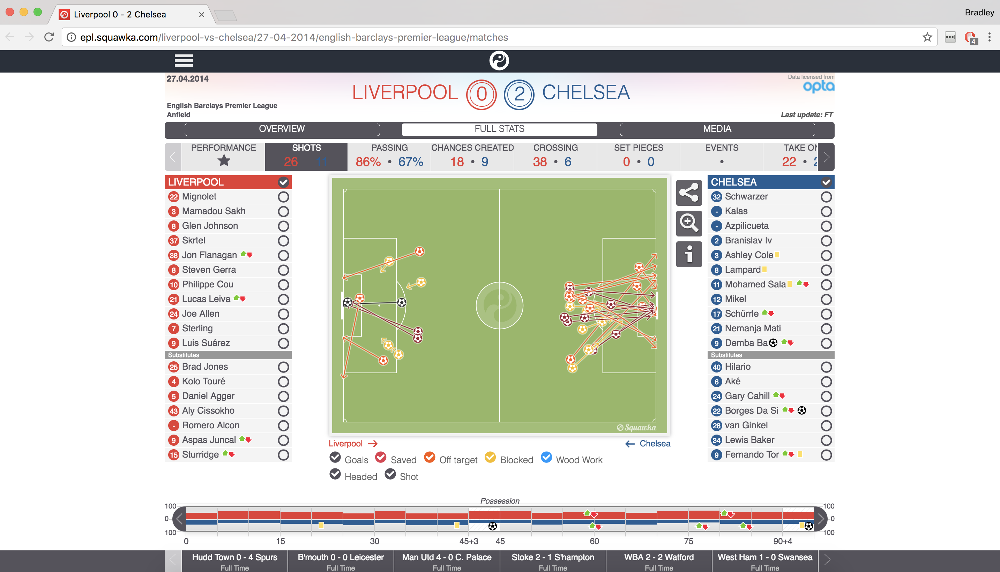 Liverpool 0 - 2 Chelsea
Bradley
epl.squawka.com/liverpool-vs-chelsea/27-04-2014/english-barclays-premier-league/matches
4
27.04.2014
Data licensed from
opta
LIVERPOOL 0 2 CHELSEA
English Barclays Premier League
Anfield
Last update: FT
OVERVIEW
FULL STATS
MEDIA
PERFORMANCE
SHOTS
26 11
PASSING
86% • 67%
CHANCES CREATED
18 • 9
CROSSING
38 • 6
SET PIECES
0 • 0
EVENTS
•
TAKE ON
22 • 2
LIVERPOOL
22 Mignolet
3 Mamadou Sakh
8 Glen Johnson
37 Skrtel
38 Jon Flanagan
8 Steven Gerra
10 Philippe Cou
21 Lucas Leiva
24 Joe Allen
7 Sterling
9 Luis Suárez
Substitutes
25 Brad Jones
4 Kolo Touré
5 Daniel Agger
43 Aly Cissokho
- Romero Alcon
9 Aspas Juncal
15 Sturridge
Squawka
Liverpool
Chelsea
Goals Saved Off target Blocked Wood Work
Headed Shot
CHELSEA
32 Schwarzer
- Kalas
- Azpilicueta
2 Branislav Iv
3 Ashley Cole
8 Lampard
11 Mohamed Sala
12 Mikel
17 Schürrle
21 Nemanja Mati
9 Demba Ba
Substitutes
40 Hilario
6 Aké
24 Gary Cahill
22 Borges Da Si
28 van Ginkel
34 Lewis Baker
9 Fernando Tor
Possession
100 100
0 0
100 100
0 15 30 45+3 45 60 75 90+4
Hudd Town 0 - 4 Spurs
Full Time
B'mouth 0 - 0 Leicester
Full Time
Man Utd 4 - 0 C. Palace
Full Time
Stoke 2 - 1 S'hampton
Full Time
WBA 2 - 2 Watford
Full Time
West Ham 1 - 0 Swansea
Full Time